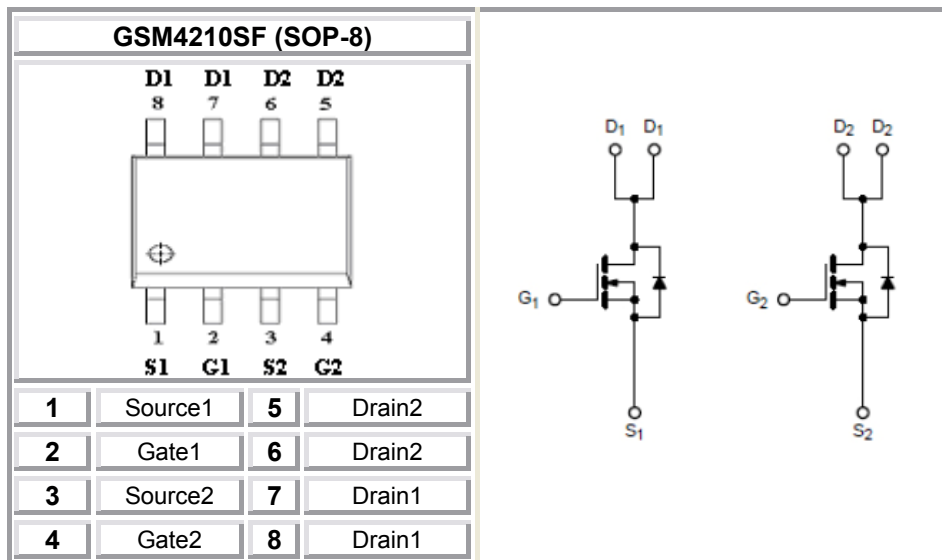 GSM4210SF (SOP-8)
D1 D1 D2 D2
8 7 6 5
1 2 3 4
S1 G1 S2 G2
1 Source1 5 Drain2
2 Gate1 6 Drain2
3 Source2 7 Drain1
4 Gate2 8 Drain1
D1 D1
G1
S1
D2 D2
G2
S2